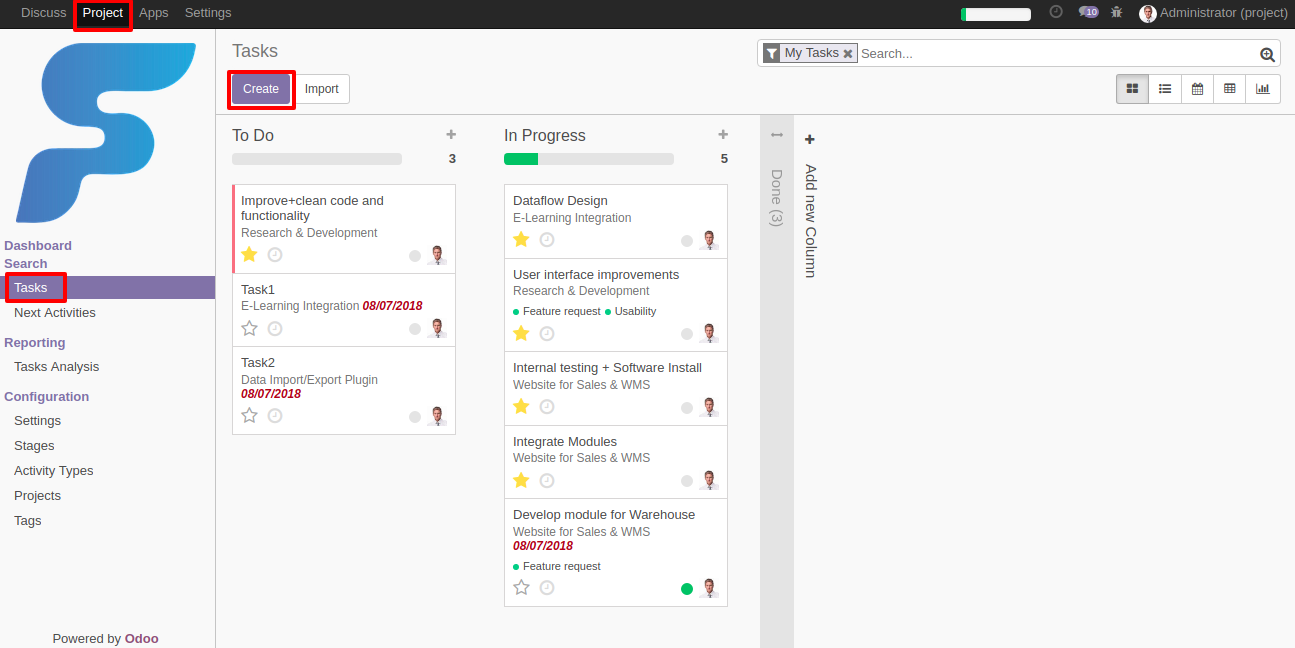 Discuss Project Apps Settings
10 Administrator (project)
Tasks
My Tasks Search...
Create Import
Dashboard
Search
Tasks
Next Activities
Reporting
Tasks Analysis
Configuration
Settings
Stages
Activity Types
Projects
Tags
Powered by Odoo
To Do
3
Improve+clean code and
functionality
Research & Development
Task1
E-Learning Integration 08/07/2018
Task2
Data Import/Export Plugin
08/07/2018
In Progress
5
Dataflow Design
E-Learning Integration
User interface improvements
Research & Development
Feature request Usability
Internal testing + Software Install
Website for Sales & WMS
Integrate Modules
Website for Sales & WMS
Develop module for Warehouse
Website for Sales & WMS
08/07/2018
Feature request
Done (3)
Add new Column